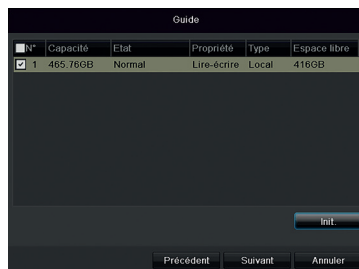 Guide
N° Capacité Etat Propriété Type Espace libre
1 465.76GB Normal Lire-écrire Local 416GB
Init.
Précédent Suivant Annuler